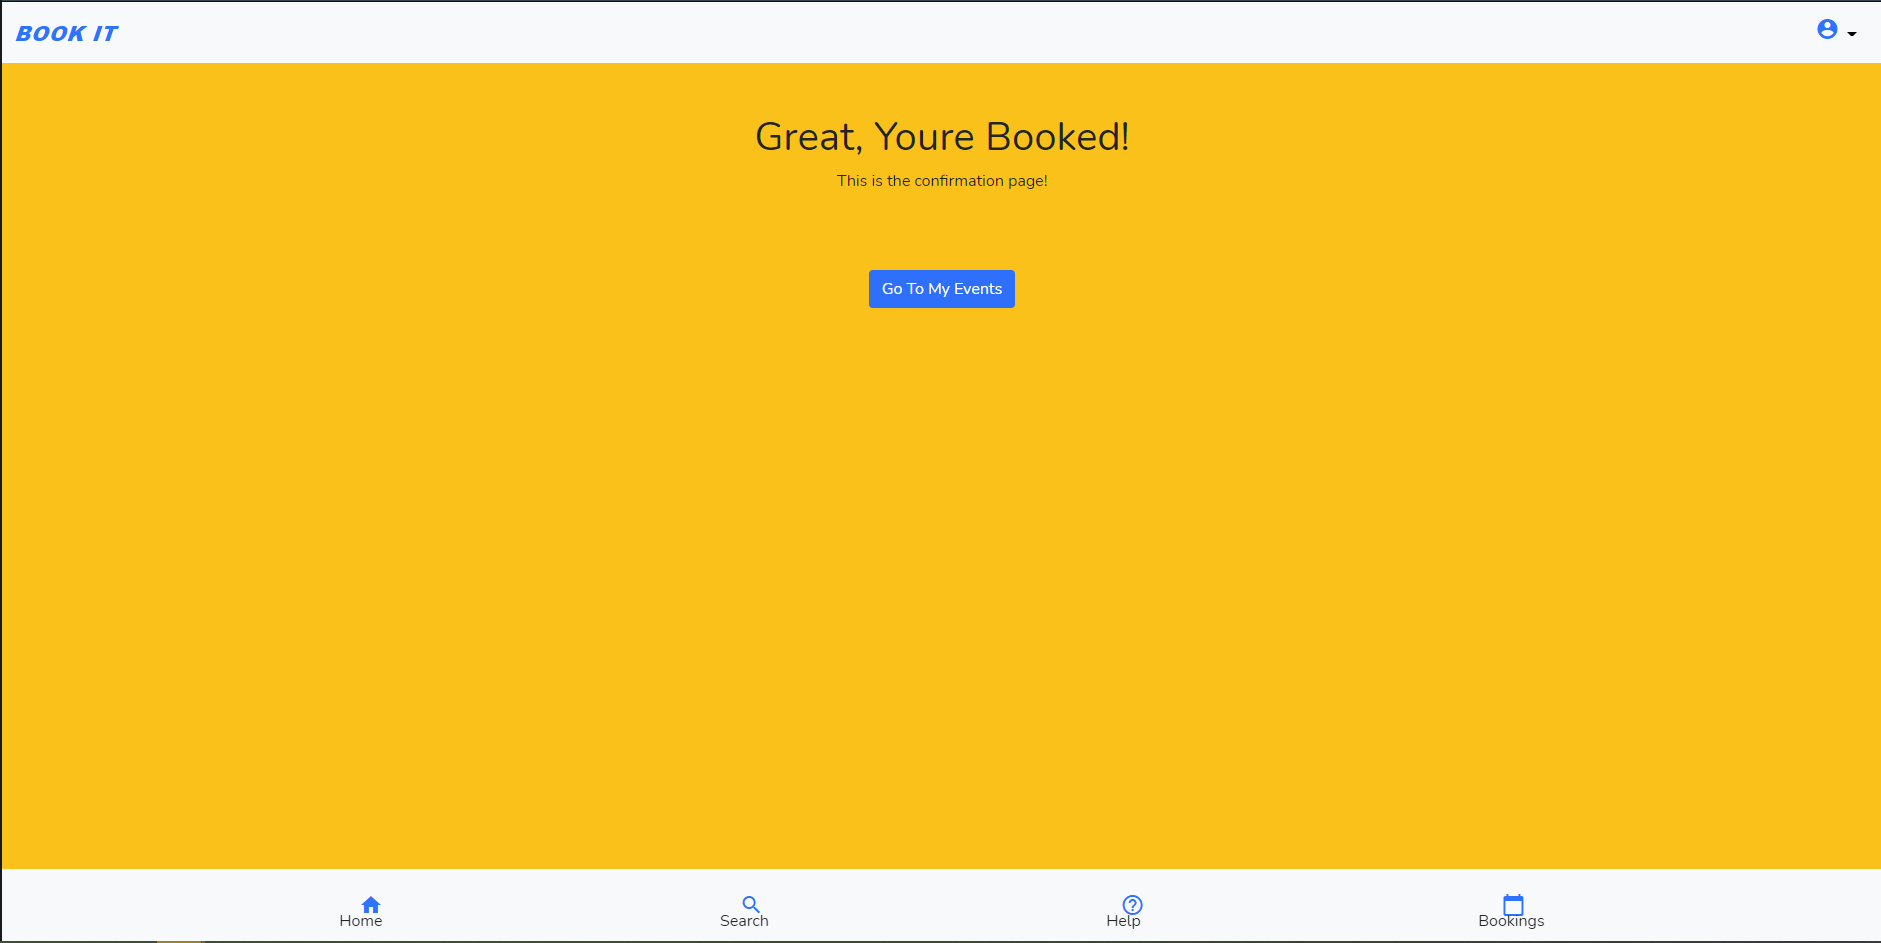 BOOK IT
Great, Youre Booked!
This is the confirmation page!
Go To My Events
Home
Search
Help
Bookings